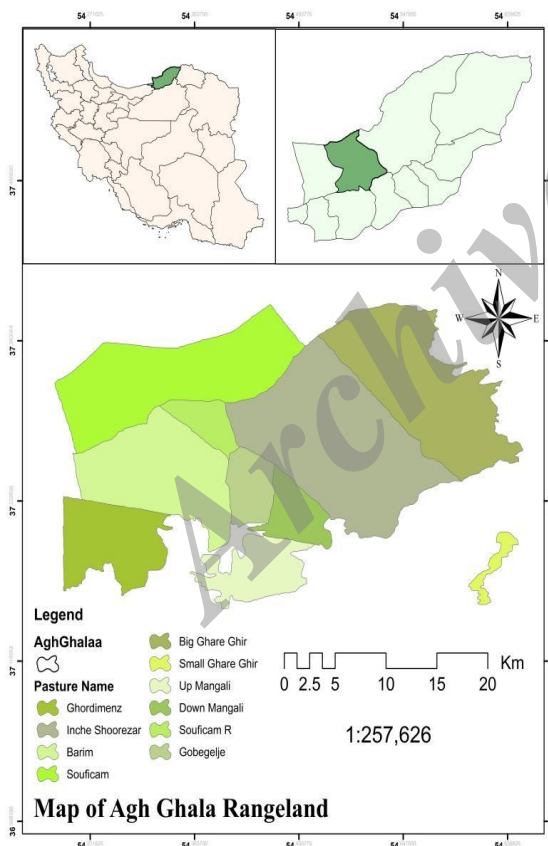 Archiv
N
W
E
S
Legend
AghGhalaa
Pasture Name
Ghordimenz
Inche Shoorezar
Barim
Souficam
Big Ghare Ghir
Small Ghare Ghir
Up Mangali
Down Mangali
Souficam R
Gobegelje
Km
0 2.5 5 10 15 20
1:257,626
Map of Agh Ghala Rangeland